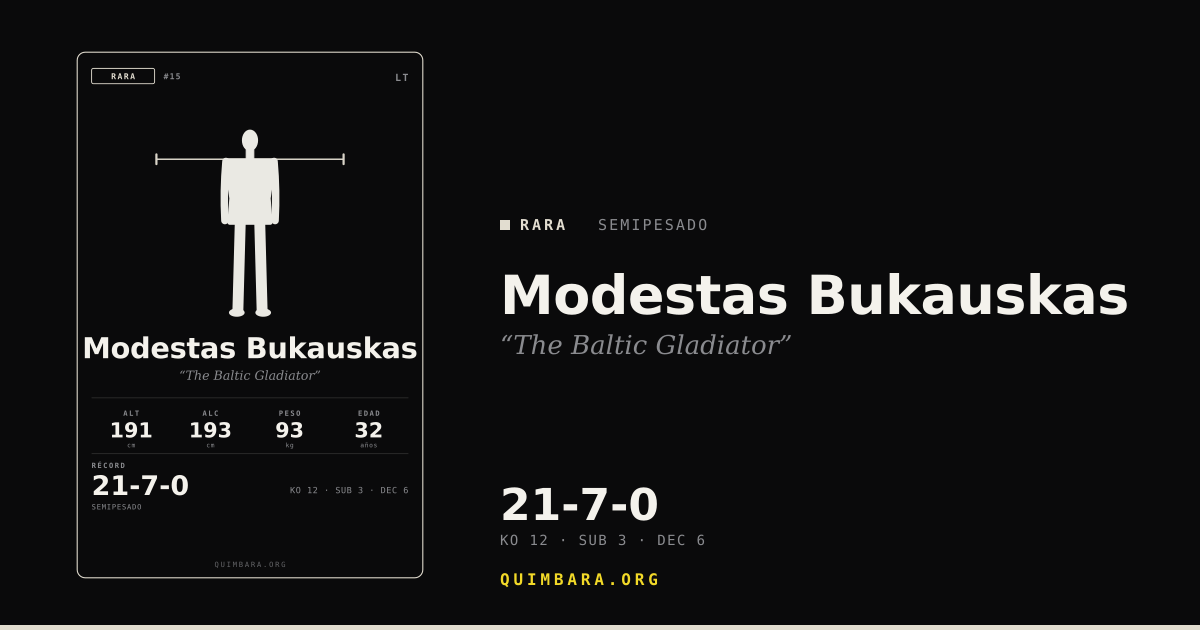 RARA #15 LT
Modestas Bukauskas
“The Baltic Gladiator”
ALT ALC PESO EDAD
191 193 93 32
cm cm kg años
RÉCORD
21-7-0 KO 12 · SUB 3 · DEC 6
SEMIPESADO
QUIMBARA.ORG
RARA SEMIPESADO
Modestas Bukauskas
“The Baltic Gladiator”
21-7-0
KO 12 · SUB 3 · DEC 6
QUIMBARA.ORG